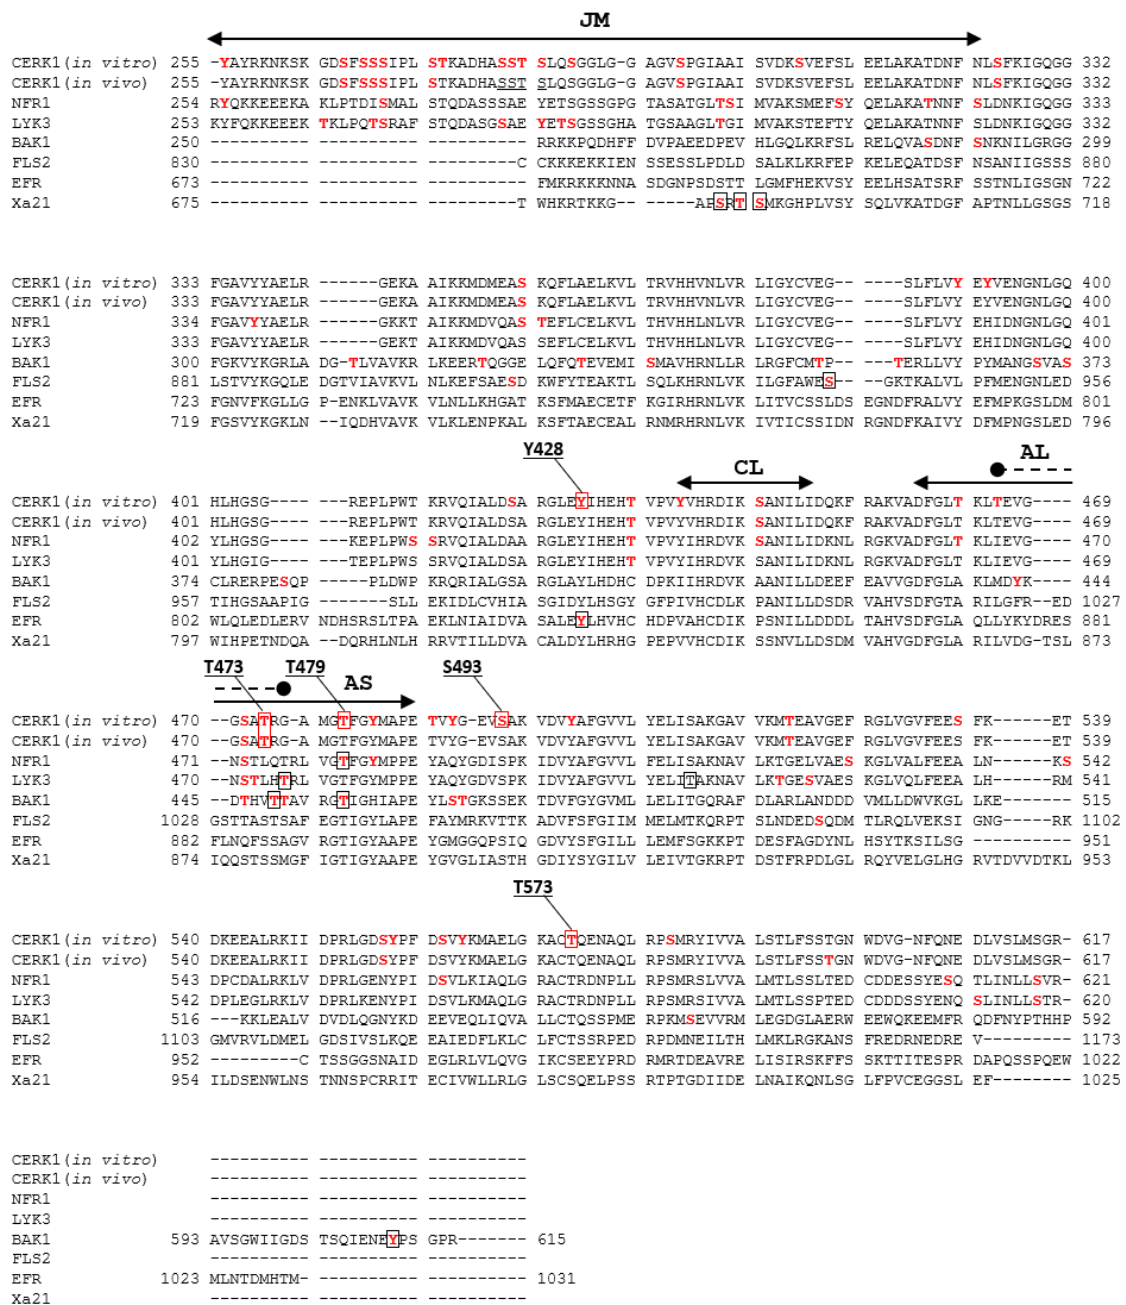 JM
CERK1(in vitro) 255 -YAYRKNKSK GDSFSSSIPL STKADHASST SLQSGGLG-G AGVSPGIAAI SVDKSVEFSL EELAKATDNF NLSFKIGQGG 332
CERK1(in vivo) 255 -YAYRKNKSK GDSFSSSIPL STKADHASST SLQSGGLG-G AGVSPGIAAI SVDKSVEFSL EELAKATDNF NLSFKIGQGG 332
NFR1 254 RYQKKEEEKA KLPTDISMAL STQDASSSAE YETSGSSGPG TASATGLTSI MVAKSMEFSY QELAKATNNF SLDNKIGQGG 333
LYK3 253 KYFQKKEEEK TKLPQTSRAF STQDASGSAE YETSGSSGHA TGSAAGLTGI MVAKSTEFTY QELAKATNNF SLDNKIGQGG 332
BAK1 250 ---------- ---------- ---------- RRKKPQDHFF DVPAEEDPEV HLGQLKRFSL RELQVASDNF SNKNILGRGG 299
FLS2 830 ---------- ---------- ---------C CKKKEKKIEN SSESSLPDLD SALKLKRFEP KELEQATDSF NSANIIGSSS 880
EFR 673 ---------- ---------- ---------- FMKRKKKNNA SDGNPSDSTT LGMFHEKVSY EELHSATSRF SSTNLIGSGN 722
Xa21 675 ---------- ---------- ---------T WHKRTKKG-- -----APSRT SMKGHPLVSY SQLVKATDGF APTNLLGSGS 718
CERK1(in vitro) 333 FGAVYYAELR ------GEKA AIKKMDMEAS KQFLAELKVL TRVHHVNLVR LIGYCVEG-- ---SLFLVY EYVENGNLGQ 400
CERK1(in vivo) 333 FGAVYYAELR ------GEKA AIKKMDMEAS KQFLAELKVL TRVHHVNLVR LIGYCVEG-- ---SLFLVY EYVENGNLGQ 400
NFR1 334 FGAVYYAELR ------GKKT AIKKMDVQAS TEFLCELKVL THVHHLNLVR LIGYCVEG-- ---SLFLVY EHIDNGNLGQ 401
LYK3 333 FGAVYYAELR ------GEKT AIKKMDVQAS SEFLCELKVL THVHHLNLVR LIGYCVEG-- ---SLFLVY EHIDNGNLGQ 400
BAK1 300 FGKVYKGRLA DG-TLVAVKR LKEERTQGGE LQFQTEVEMI SMAVHRNLLR LRGFCMTP-- --TERLLVY PYMANGSVAS 373
FLS2 881 LSTVYKGQLE DGTVIAVKVL NLKEFSAESD KWFYTEAKTL SQLKHRNLVK ILGFAWES-- -GKTKALVL PFMENGNLED 956
EFR 723 FGNVFKGLLG P-ENKLVAVK VLNLLKHGAT KSFMAECETF KGIRHRNLVK LVTVCSSLDS EGNDFRALVY EFMPKGSLDM 801
Xa21 719 FGSVYKGKLN --IQDHVAVK VLKLENPKAL KSFTAECEAL RNMRHRNLVK IVTICSSIDN RGNDFKAIVY DFMPNGSLED 796
Y428 CL AL
CERK1(in vitro) 401 HLHGSG---- ---REPLPWT KRVQIALDSA RGLEYIHEHT VPVYVHRDIK SANILIDQKF RAKVADFGLT KLTEVG---- 469
CERK1(in vivo) 401 HLHGSG---- ---REPLPWT KRVQIALDSA RGLEYIHEHT VPVYVHRDIK SANILIDQKF RAKVADFGLT KLTEVG---- 469
NFR1 402 YLHGSG---- ---KEPLPWS SRVQIALDAA RGLEYIHEHT VPVYIHRDIK SANILIDKNL RGKVADFGLT KLIEVG---- 470
LYK3 401 YLHGIG---- ---TEPLPWS SRVQIALDSA RGLEYIHEHT VPVYIHRDIK SANILIDKNL RGKVADFGLT KLIEVG---- 469
BAK1 374 CLRERPESQP ----PLDWP KRQRIALGSA RGLAYLHDHC DPKIIHRDVK AANILLDEEF EAVVGDFGLA KLMDYK---- 444
FLS2 957 TIHGSAAPIG ----SLL EKIDLCVHIA SGIDYLHSGY GFPIVHCDLK PANILLDSDR VAHVSDFGTA RILGFR--ED 1027
EFR 802 WLQLEDLERV NDHSRSLTPA EKLNIAIDVA SALEYLHVHC HDPVAHCDIK PSNILLDDDL TAHVSDFGLA QLLYKYDRES 881
Xa21 797 WIHPETNDQA --DQRHLNLH RRVTILLDVA CALDYLHRHG PEPVVHCDIK SSNVLLDSDM VAHVGDFGLA RILVDG-TSL 873
T473 T479 AS S493
CERK1(in vitro) 470 --GSATRG-A MGTFGYMAPE TVYG-EVSAK VDVYAFGVVL YELISAKGAV VKMTEAVGEF RGLVGVFEES FK-----ET 539
CERK1(in vivo) 470 --GSATRG-A MGTFGYMAPE TVYG-EVSAK VDVYAFGVVL YELISAKGAV VKMTEAVGEF RGLVGVFEES FK-----ET 539
NFR1 471 --NSTLQTRLV GTFGYMPPE YAQYGDISPK IDVYAFGVVL FELISAKNAV LKTGELVAES KGLVALFEEA LN-----KS 542
LYK3 470 --NSTLHTRLV GTFGYMPPE YAQYGDVSPK IDVYAFGVVL YELITAKNAV LKTGESVAES KGLVQLFEEA LH-----RM 541
BAK1 445 --DTHVTTAV RGTIGHIAPE YLSTGKSSEK TDVFGYGVML LELITGQRAF DLARLANDDD VMLLDWVKGL LKE------- 515
FLS2 1028 GSTTASTSAF EGTIGYLAPE FAYMRKVTTK ADVFSFGIIM MELMTKQRPT SLNDEDSQDM TLRQLVEKSI GNG-----RK 1102
EFR 882 FLNQFSSAGV RGTIGYAAPE YGMGGQPSIQ GDVYSFGILL LEMFSGKKPT DESFAGDYNL HSYTKSILSG ---------- 951
Xa21 874 IQQSTSSMGF IGTIGYAAPE YGVGLIASTH GDIYSYGILV LEIVTGKRPT DSTFRPDLGL RQYVELGLHG RVTDVVDTKL 953
T573
CERK1(in vitro) 540 DKEEALRKII DPRLGDSYPF DSVYKMAELG KACTQENAQL RPSMRYIVVA LSTLFSSTGN WDVG-NFQNE DLVSLMSGR- 617
CERK1(in vivo) 540 DKEEALRKII DPRLGDSYPF DSVYKMAELG KACTQENAQL RPSMRYIVVA LSTLFSSTGN WDVG-NFQNE DLVSLMSGR- 617
NFR1 543 DPCDALRKLV DPRLGENYPI DSVLKIAQLG RACTRDNPLL RPSMRSLVVA LMTLSSLTED CDDESSYESQ TLINLLSVR- 621
LYK3 542 DPLEGLRKLV DPRLKENYPI DSVLKMAQLG RACTRDNPLL RPSMRSIVVA LMTLSSPTED CDDDSSYENQ SLINLLSTR- 620
BAK1 516 ---KKLEALV DVDLQGNYKD EEVEQLIQVA LLCTQSSPME RPKMSEVVRM LEGDGLAERW EEWQKEEMFR QDFNYPTHHP 592
FLS2 1103 GMVRVLDMEL GDSIVSLKQE EAIEDFLKLC LFCTSSRPED RPDMNEILTH LMKLRGKANS FREDRNEDRE V--------- 1173
EFR 952 ---------C TSSGGSNAID EGLRLVLQVG IKCSEEYPRD RMRTDEAVRE LISIRSKFFS SKTTITESPR DAPQSSPQEW 1022
Xa21 954 ILDSENWLNS TNNSPCRRIT ECIVWLLRLG LSCSQELPSS RTPTGDIIDE LNAIKQNLSG LFPVCEGGSL EF-------- 1025
CERK1(in vitro) ---------- ---------- ---------- ----------
CERK1(in vivo) ---------- ---------- ---------- ----------
NFR1 ---------- ---------- ----------
LYK3 ---------- ---------- ----------
BAK1 593 AVSGWIIGDS TSQIENEYPS GPR------- 615
FLS2 ---------- ---------- ----------
EFR 1023 MLNTDMHTM- ---------- ---------- 1031
Xa21 ---------- ---------- ----------